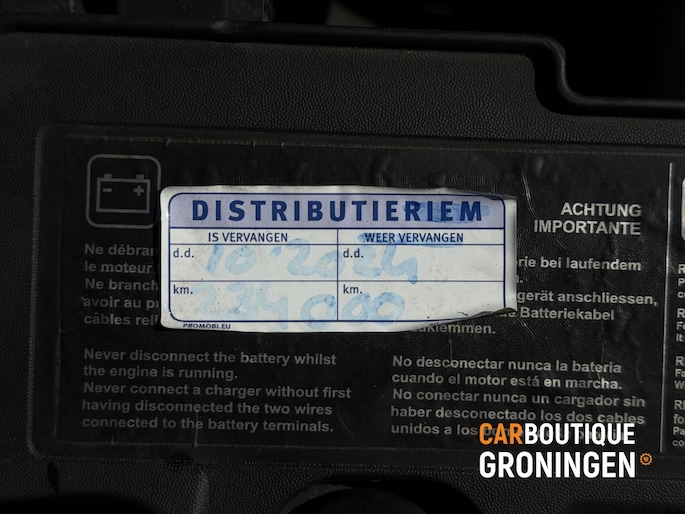 DISTRIBUTIERIEM
IS VERVANGEN
WEER VERVANGEN
d.d. 10-2024
d.d.
km.
km.
PROMOBI.EU
Ne débran
le moteur
Ne branch
avoir au p
cables rel
ACHTUNG
IMPORTANTE
rie bei laufendem
gerät anschliessen,
Batteriekabel
uklemmen.
Never disconnect the battery whilst
the engine is running.
Never connect a charger without first
having disconnected the two wires
connected to the battery terminals.
No desconectar nunca la bateria
cuando el motor está en marcha.
No conectar nunca un cargador sin
haber desconectado los dos cables
unidos a los
CARBOUTIQUE
GRONINGEN